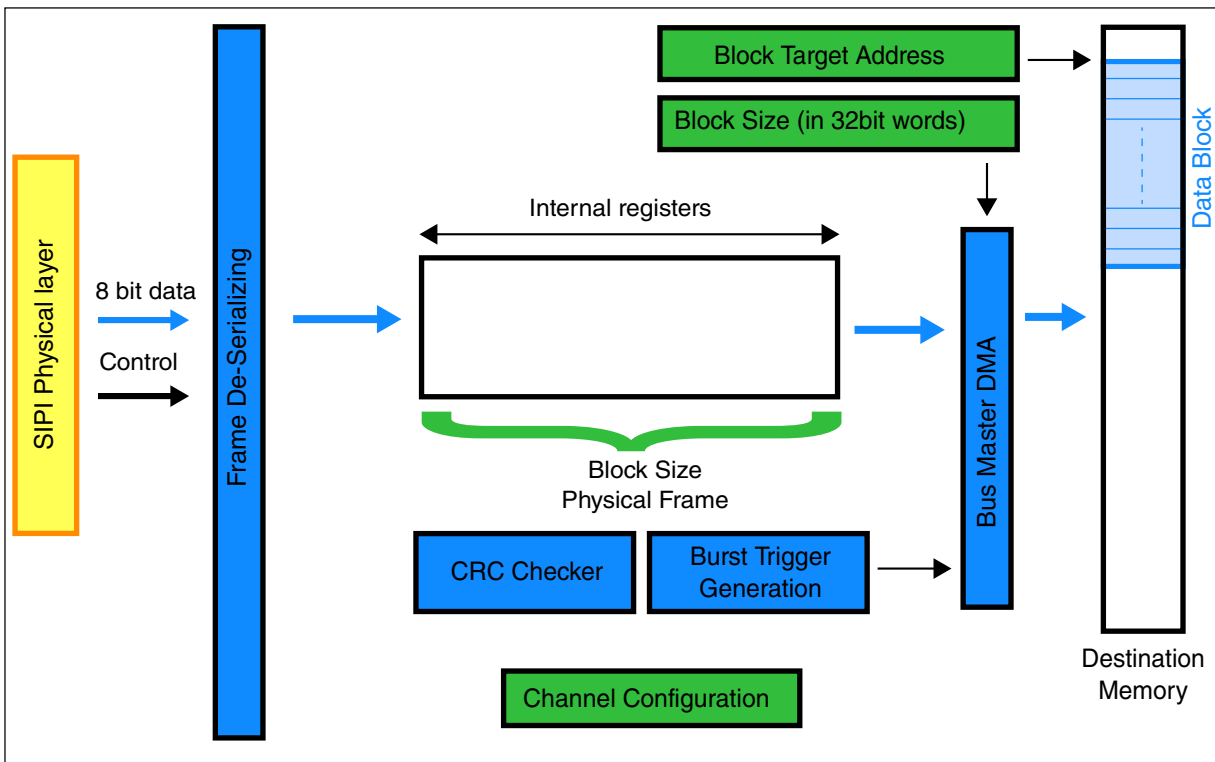 Block Target Address
Block Size (in 32bit words)
Data Block
Internal registers
SIPI Physical layer
8 bit data
Control
Frame De-Serializing
Bus Master DMA
Block Size
Physical Frame
CRC Checker
Burst Trigger
Generation
Destination
Memory
Channel Configuration